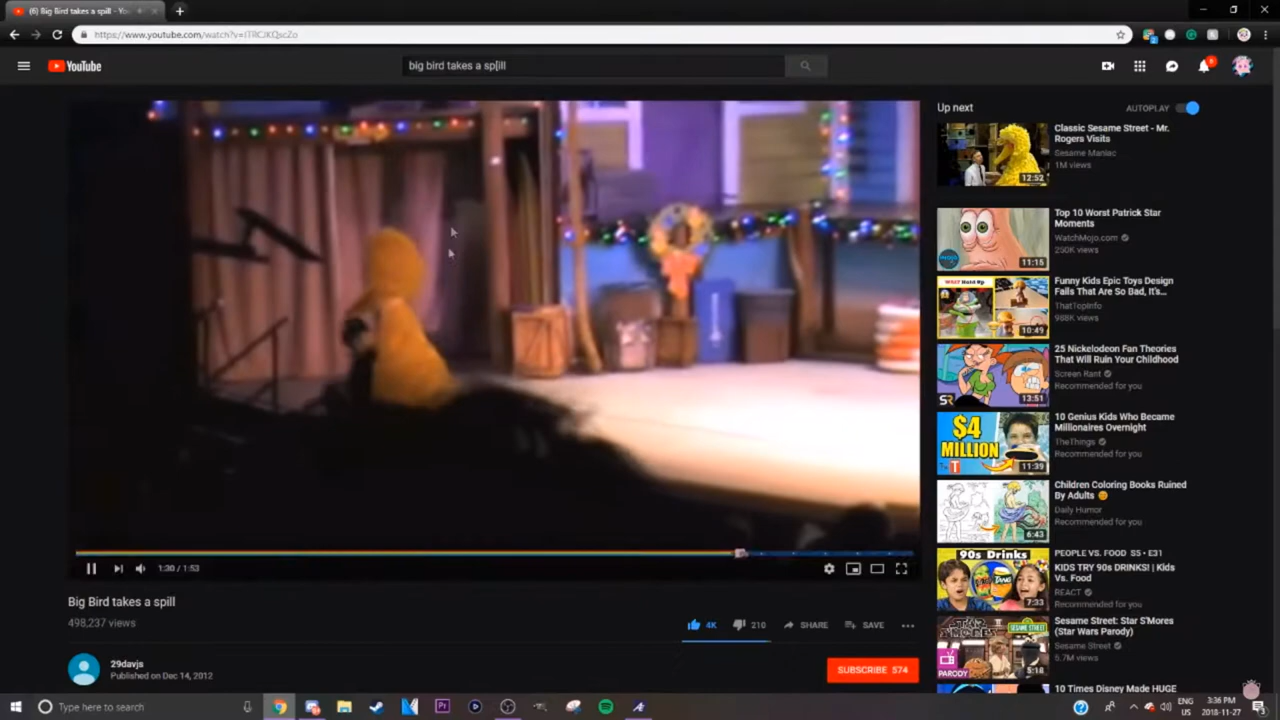 (6) Big Bird takes a spill - Yo
https://www.youtube.com/watch?v=
2
YouTube
big bird takes a spill
Up next
AUTOPLAY
Classic Sesame Street - Mr.
Rogers Visits
Sesame Maniac
1M views
12:52
Top 10 Worst Patrick Star
Moments
WatchMojo.com
250K views
11:15
Funny Kids Epic Toys Design
Fails That Are So Bad, It's...
ThatTopInfo
988K views
10:49
25 Nickelodeon Fan Theories
That Will Ruin Your Childhood
Screen Rant
Recommended for you
SR
13:51
10 Genius Kids Who Became
Millionaires Overnight
TheThings
Recommended for you
$4
MILLION
T
11:39
Children Coloring Books Ruined
By Adults
Daily Humor
Recommended for you
6:43
PEOPLE VS. FOOD S5 • E31
KIDS TRY 90s DRINKS! | Kids
Vs. Food
REACT
Recommended for you
90s Drinks
7:33
Sesame Street: Star S'Mores
(Star Wars Parody)
Sesame Street
5.7M views
SESAME STREET
PARODY
5:18
10 Times Disney Made HUGE
1:30 / 1:53
Big Bird takes a spill
498,237 views
4K
210
SHARE
SAVE
29davjs
Published on Dec 14, 2012
SUBSCRIBE 574
Type here to search
Pr
ENG
US
3:36 PM
2018-11-27
3